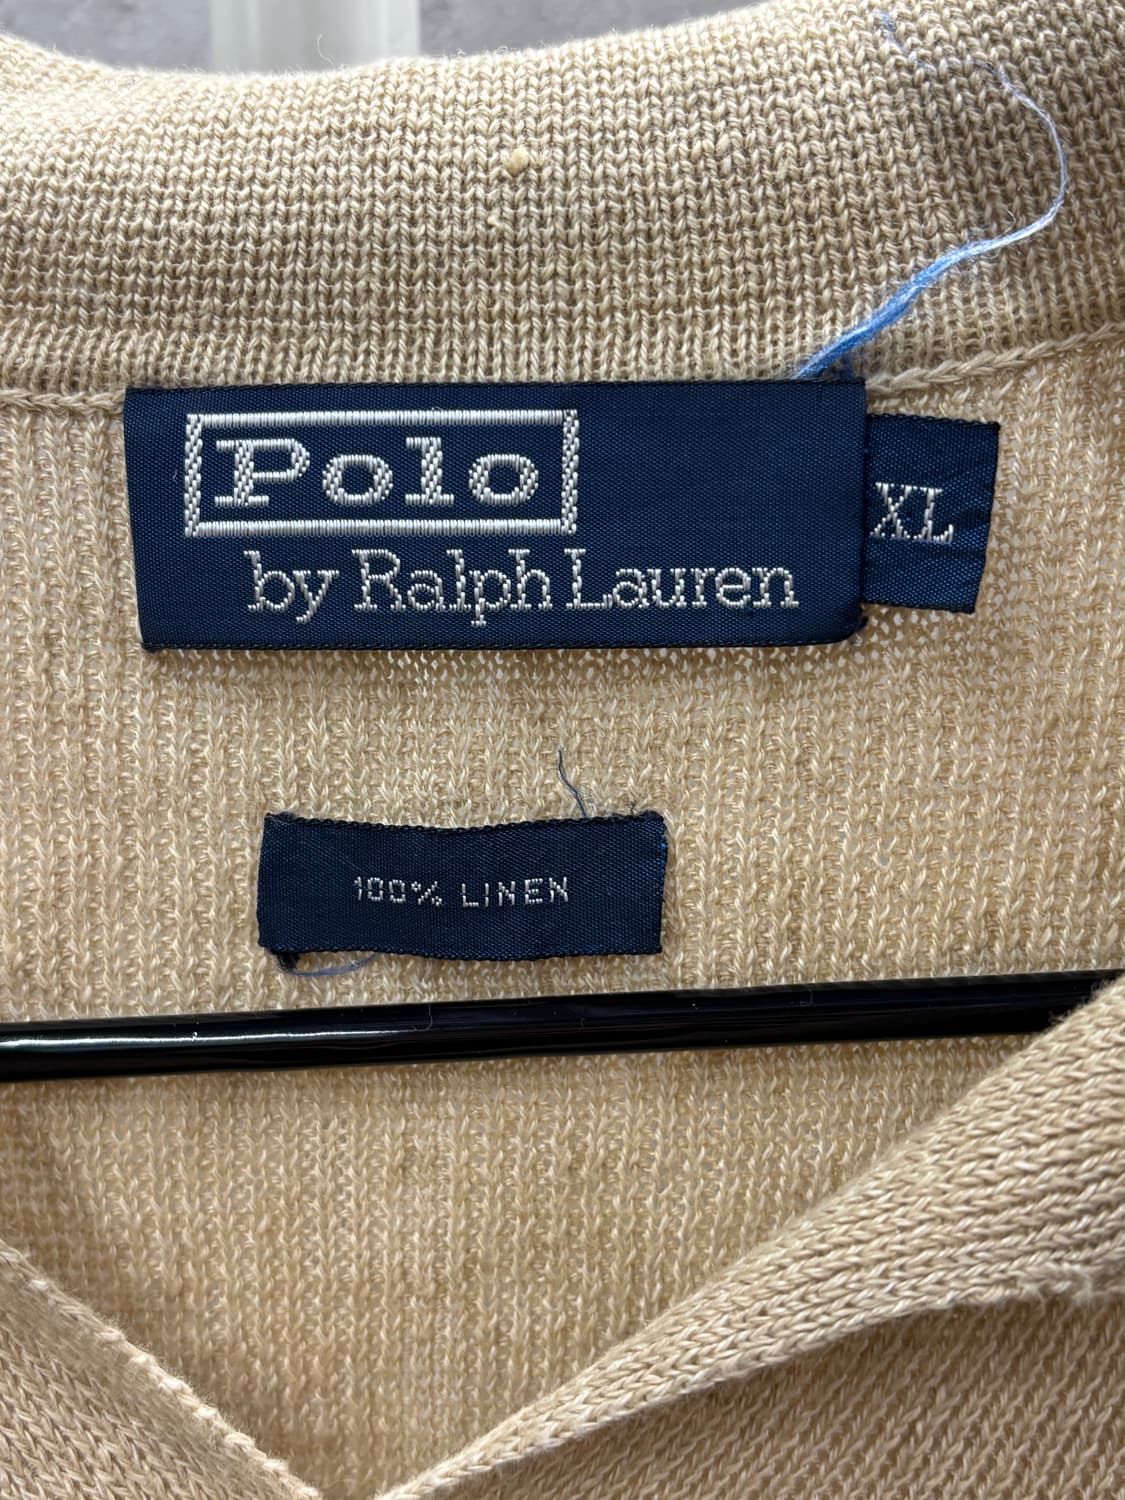 Polo
by Ralph Lauren
XL
100% LINEN